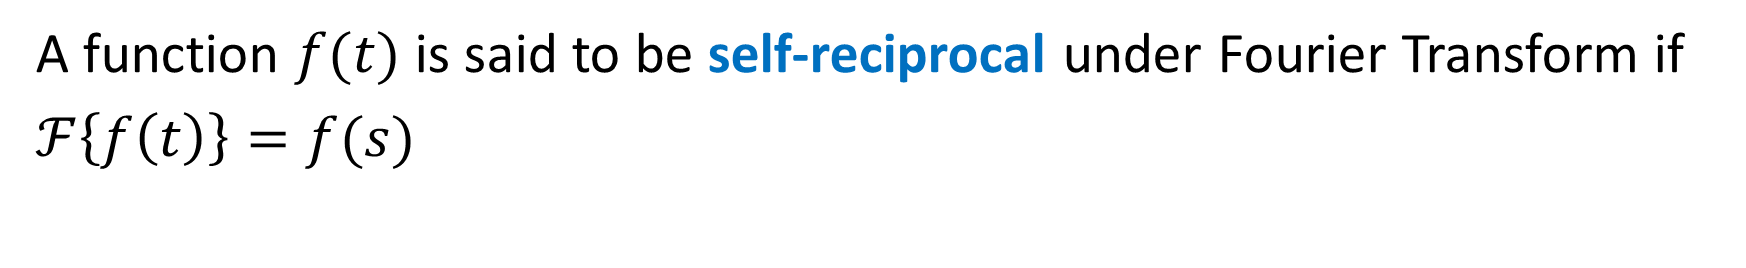 A function 𝑓(𝑡) is said to be self-reciprocal under Fourier Transform if
ℱ{𝑓(𝑡)} = 𝑓(𝑠)